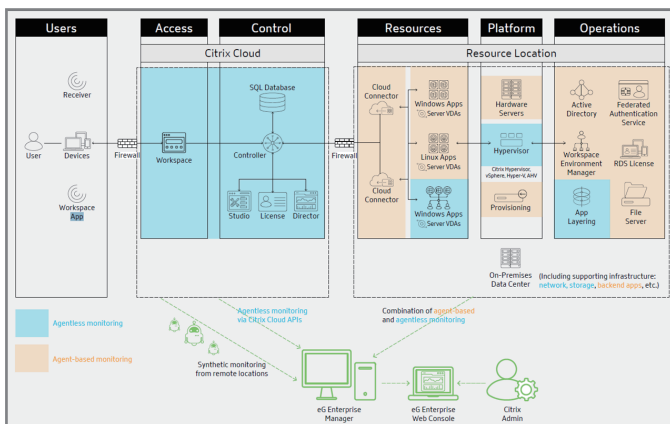 Users
Access
Control
Resources
Platform
Operations
Citrix Cloud
Resource Location
Receiver
User
Devices
Workspace
App
Firewall
Workspace
SQL Database
Controller
Studio
License
Director
Firewall
Cloud
Connector
Cloud
Connector
Windows Apps
Server VDAs
Linux Apps
Server VDAs
Windows Apps
Server VDAs
Hardware
Servers
Hypervisor
Citrix Hypervisor,
vSphere, Hyper-V, AHV
Provisioning
Active
Directory
Federated
Authentication
Service
Workspace
Environment
Manager
RDS License
App
Layering
File
Server
On-Premises
Data Center
(Including supporting infrastructure:
network, storage, backend apps, etc.)
Agentless monitoring
Agent-based monitoring
Agentless monitoring
via Citrix Cloud APIs
Combination of agent-based
and agentless monitoring
Synthetic monitoring
from remote locations
eG Enterprise
Manager
eG Enterprise
Web Console
Citrix
Admin